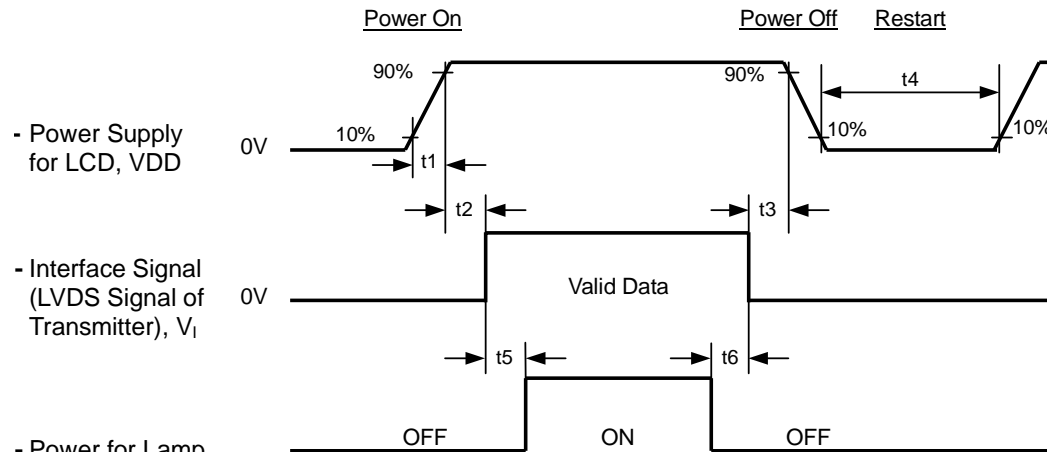 Power On
Power Off
Restart
90%
90%
t4
10%
10%
10%
- Power Supply
for LCD, VDD
0V
t1
t2
t3
- Interface Signal
(LVDS Signal of
Transmitter), VI
0V
Valid Data
t5
t6
OFF
ON
OFF
- Power for Lamp